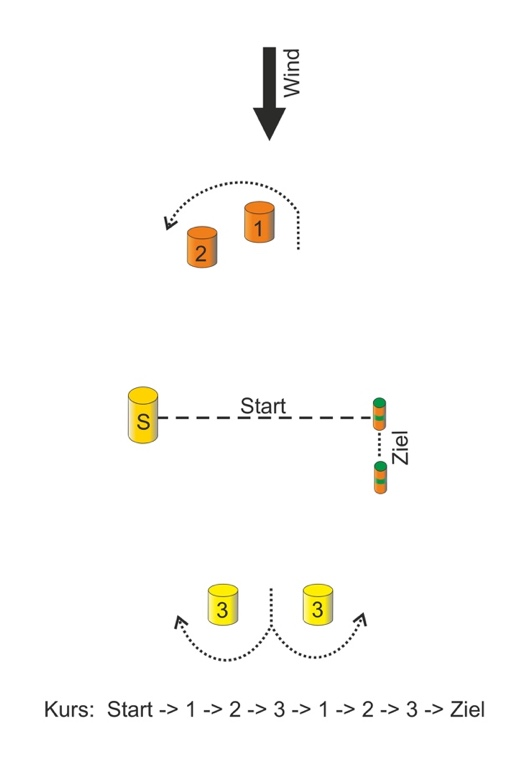 Wind
1
2
Start
S
Ziel
3
3
Kurs: Start -> 1 -> 2 -> 3 -> 1 -> 2 -> 3 -> Ziel